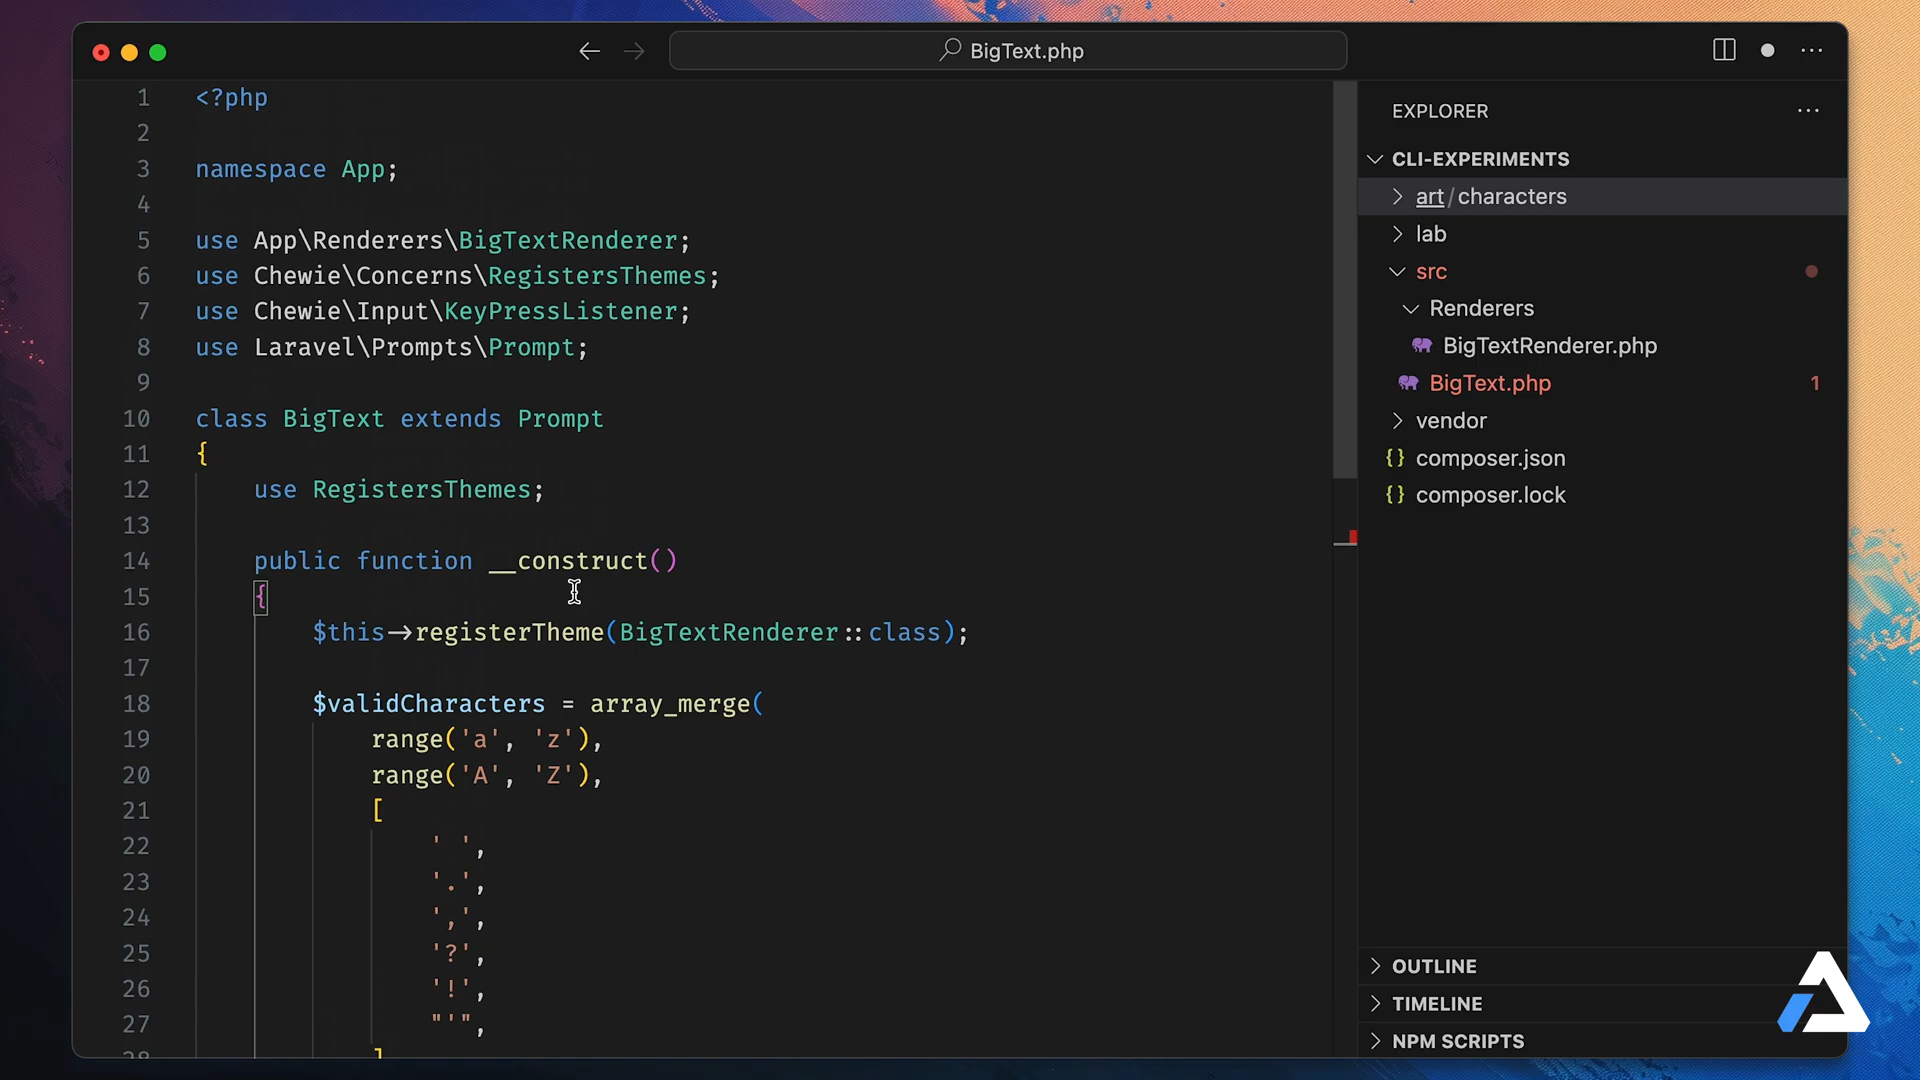 BigText.php
1 <?php
2
3 namespace App;
4
5 use App\Renderers\BigTextRenderer;
6 use Chewie\Concerns\RegistersThemes;
7 use Chewie\Input\KeyPressListener;
8 use Laravel\Prompts\Prompt;
9
10 class BigText extends Prompt
11 {
12 use RegistersThemes;
13
14 public function __construct()
15 {
16 $this->registerTheme(BigTextRenderer::class);
17
18 $validCharacters = array_merge(
19 range('a', 'z'),
20 range('A', 'Z'),
21 [
22 ' ',
23 '.',
24 ',',
25 '?',
26 '!',
27 "'",
28 ]
EXPLORER
CLI-EXPERIMENTS
art/characters
lab
src
Renderers
BigTextRenderer.php
BigText.php 1
vendor
{} composer.json
{} composer.lock
OUTLINE
TIMELINE
NPM SCRIPTS